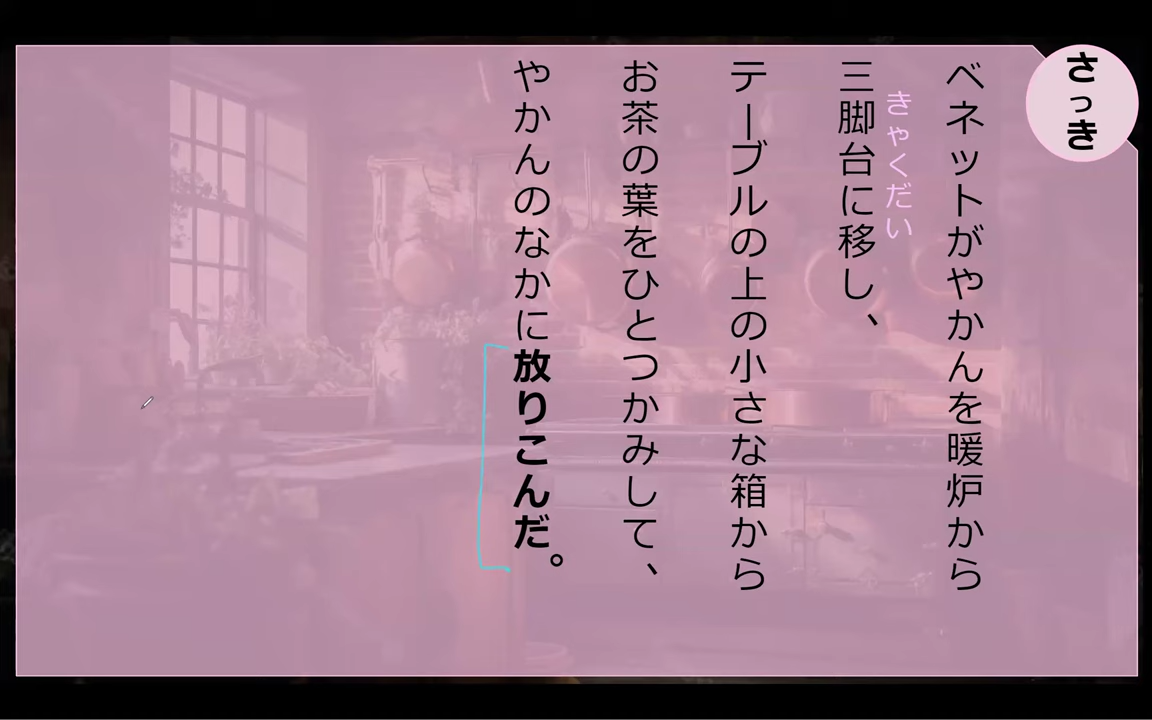 さっき
ベネットがやかんを暖炉から
三脚台に移し、
きゃくだい
テーブルの上の小さな箱から
お茶の葉をひとつかみして、
やかんのなかに放りこんだ。